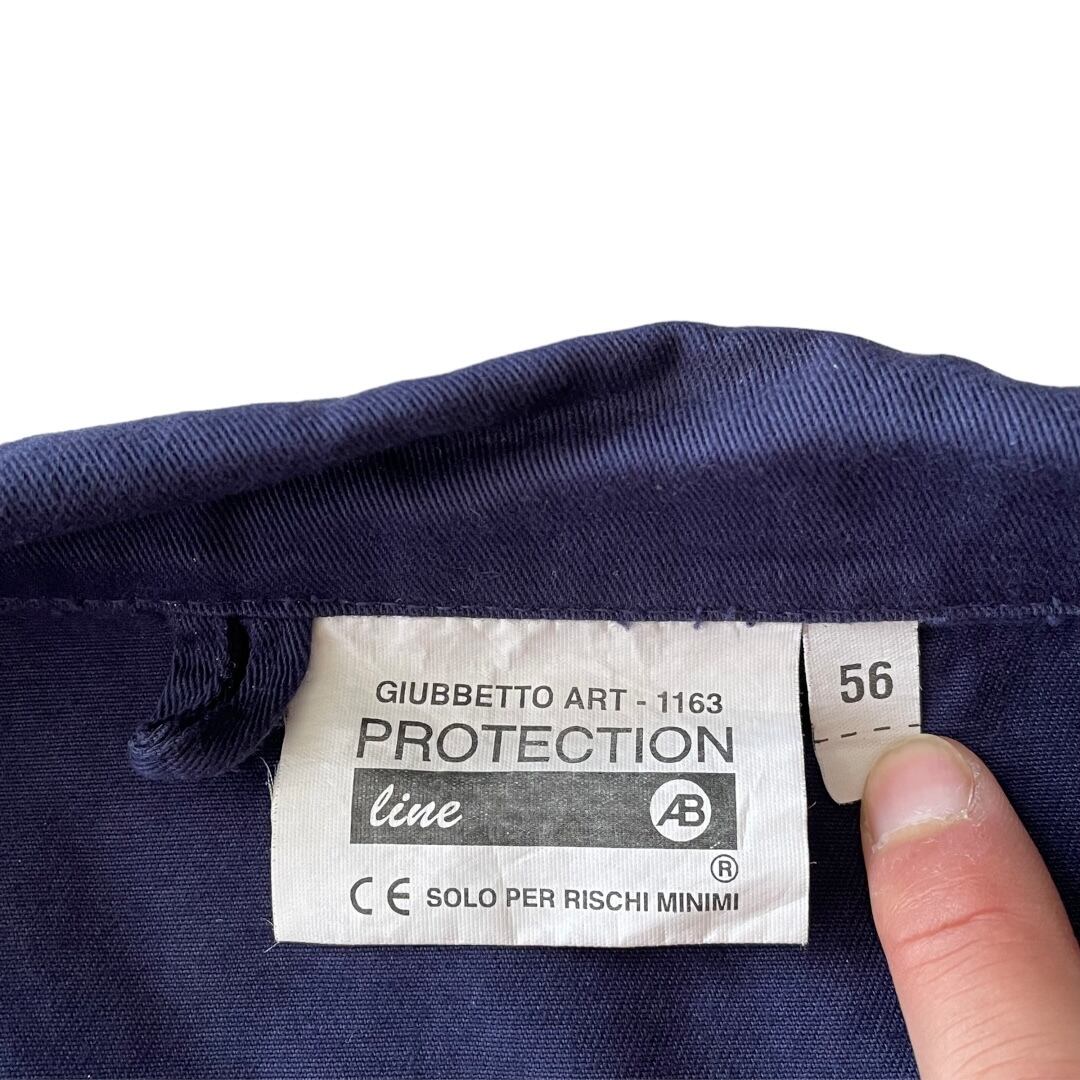 GIUBBETTO ART - 1163
PROTECTION
line AB
®
CE SOLO PER RISCHI MINIMI
56